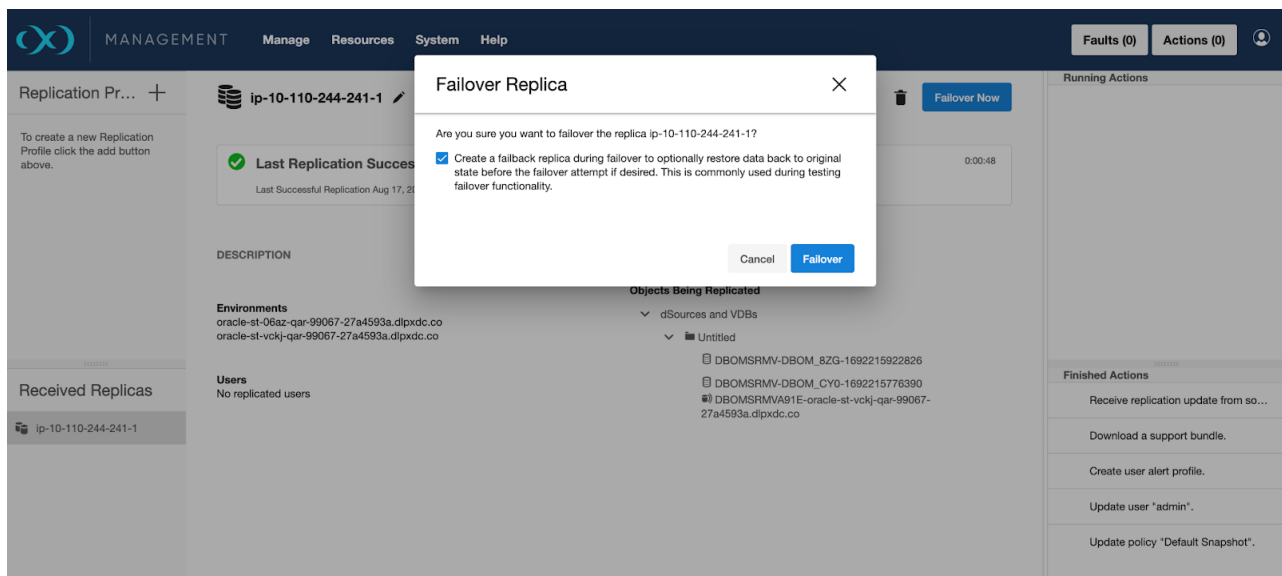 MANAGEMENT
Manage Resources System Help
Faults (0) Actions (0)
Replication Pr...
To create a new Replication
Profile click the add button
above.
Received Replicas
ip-10-110-244-241-1
ip-10-110-244-241-1
Failover Now
Last Replication Succes
0:00:48
Last Successful Replication Aug 17, 20
DESCRIPTION
Environments
oracle-st-06az-qar-99067-27a4593a.dlpxdc.co
oracle-st-vckj-qar-99067-27a4593a.dlpxdc.co
Users
No replicated users
Objects Being Replicated
dSources and VDBs
Untitled
DBOMSRMV-DBOM_8ZG-1692215922826
DBOMSRMV-DBOM_CY0-1692215776390
DBOMSRMVA91E-oracle-st-vckj-qar-99067-
27a4593a.dlpxdc.co
Failover Replica
Are you sure you want to failover the replica ip-10-110-244-241-1?
Create a failback replica during failover to optionally restore data back to original
state before the failover attempt if desired. This is commonly used during testing
failover functionality.
Cancel Failover
Running Actions
Finished Actions
Receive replication update from so...
Download a support bundle.
Create user alert profile.
Update user "admin".
Update policy "Default Snapshot".